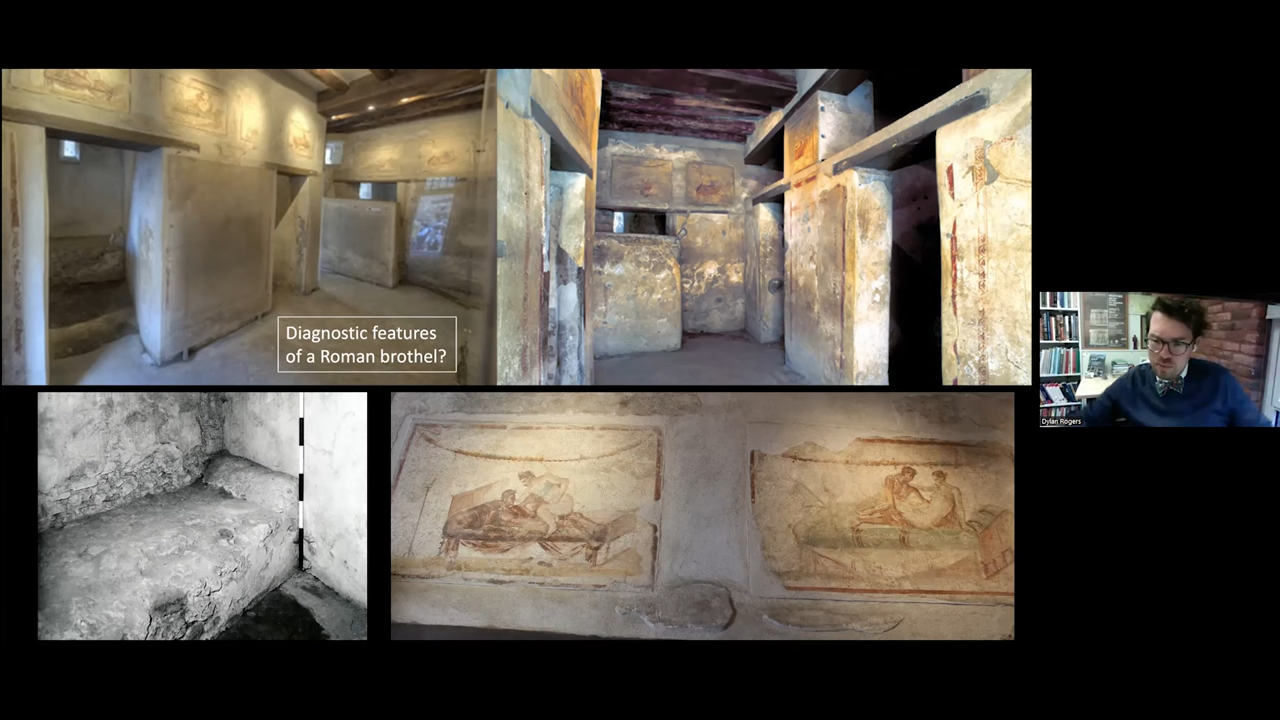 Diagnostic features
of a Roman brothel?
Dylan Rogers